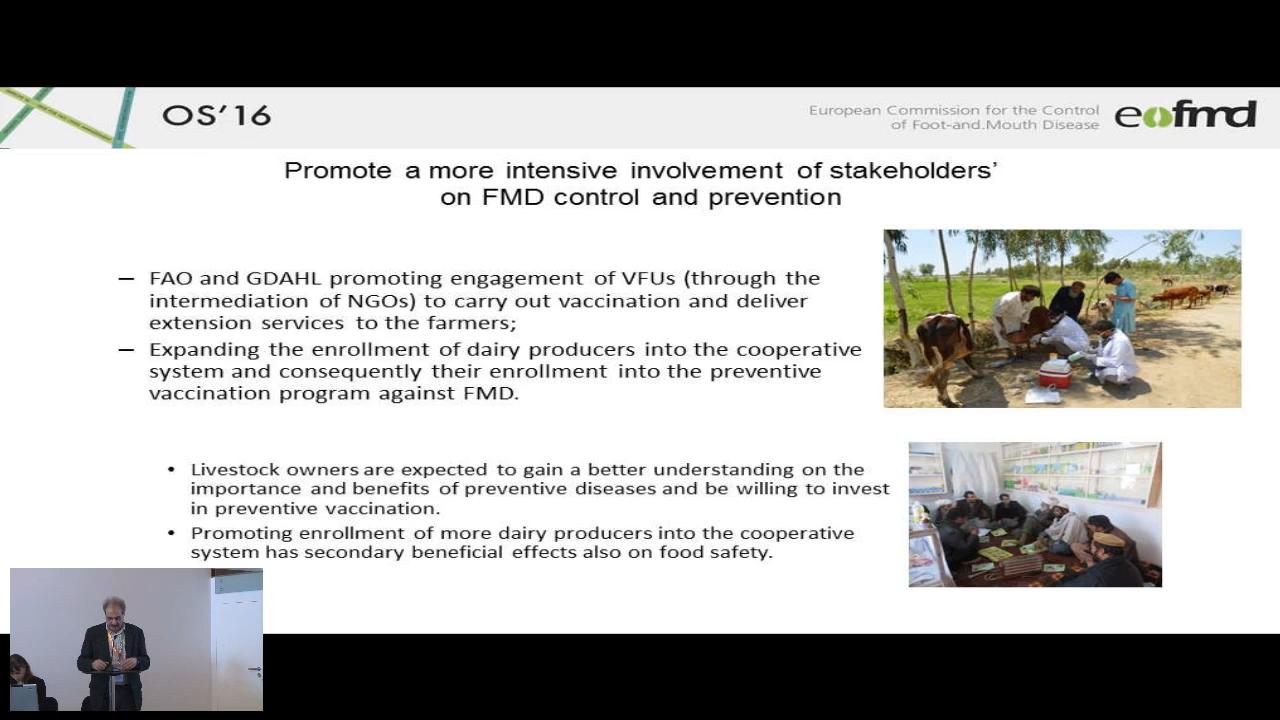 OS'16
European Commission for the Control
of Foot-and.Mouth Disease
eofmd
Promote a more intensive involvement of stakeholders'
on FMD control and prevention
– FAO and GDAHL promoting engagement of VFUs (through the
intermediation of NGOs) to carry out vaccination and deliver
extension services to the farmers;
– Expanding the enrollment of dairy producers into the cooperative
system and consequently their enrollment into the preventive
vaccination program against FMD.
• Livestock owners are expected to gain a better understanding on the
importance and benefits of preventive diseases and be willing to invest
in preventive vaccination.
• Promoting enrollment of more dairy producers into the cooperative
system has secondary beneficial effects also on food safety.